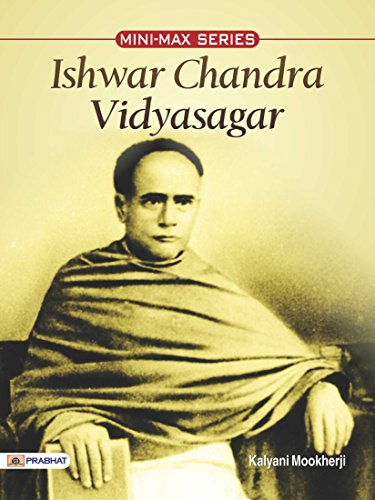 MINI-MAX SERIES
Ishwar Chandra
Vidyasagar
Kalyani Mookherji
PRABHAT